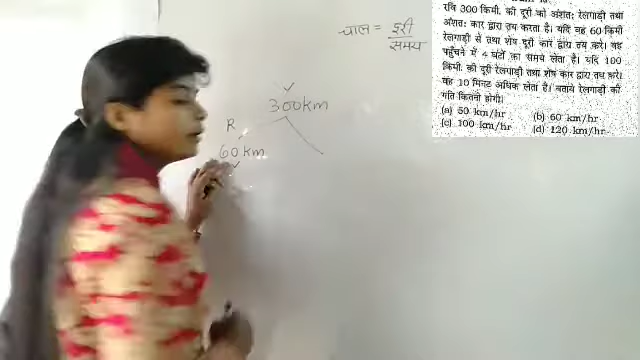 रवि 300 किमी. की दूरी को अंशत: रेलगाड़ी तथा
अंशत: कार द्वारा तय करता है। यदि वह 60 किमी
रेलगाड़ी से तथा शेष दूरी कार द्वारा तय करे। वह
पहुँचने में 4 घंटों का समय लेता है। यदि 100
किमी. की दूरी रेलगाड़ी तथा शेष कार द्वारा तय करे,
वह 10 मिनट अधिक लेता है। बताये रेलगाड़ी की
गति कितनी होगी।
(a) 50 km/hr (b) 60 km/hr
(c) 100 km/hr (d) 120 km/hr
चाल = दूरी
समय
300km
R
60km